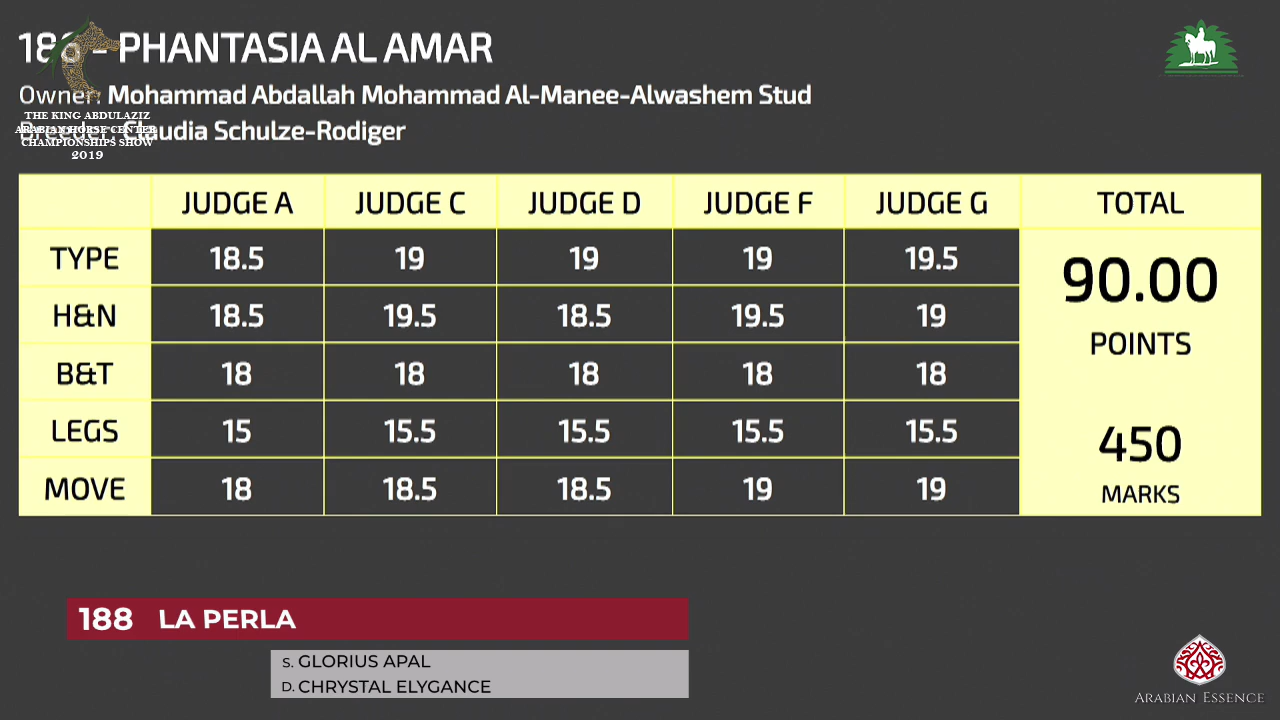 PHANTASIA AL AMAR
Owner: Mohammad Abdallah Mohammad Al-Manee-Alwashem Stud
Breeder: Claudia Schulze-Rodiger
THE KING ABDULAZIZ
ARABIAN HORSE CENTER
CHAMPIONSHIPS SHOW
2019
JUDGE A JUDGE C JUDGE D JUDGE F JUDGE G TOTAL
TYPE 18.5 19 19 19 19.5
H&N 18.5 19.5 18.5 19.5 19
B&T 18 18 18 18 18
LEGS 15 15.5 15.5 15.5 15.5
MOVE 18 18.5 18.5 19 19
90.00
POINTS
450
MARKS
188 LA PERLA
S. GLORIUS APAL
D. CHRYSTAL ELYGANCE
ARABIAN ESSENCE